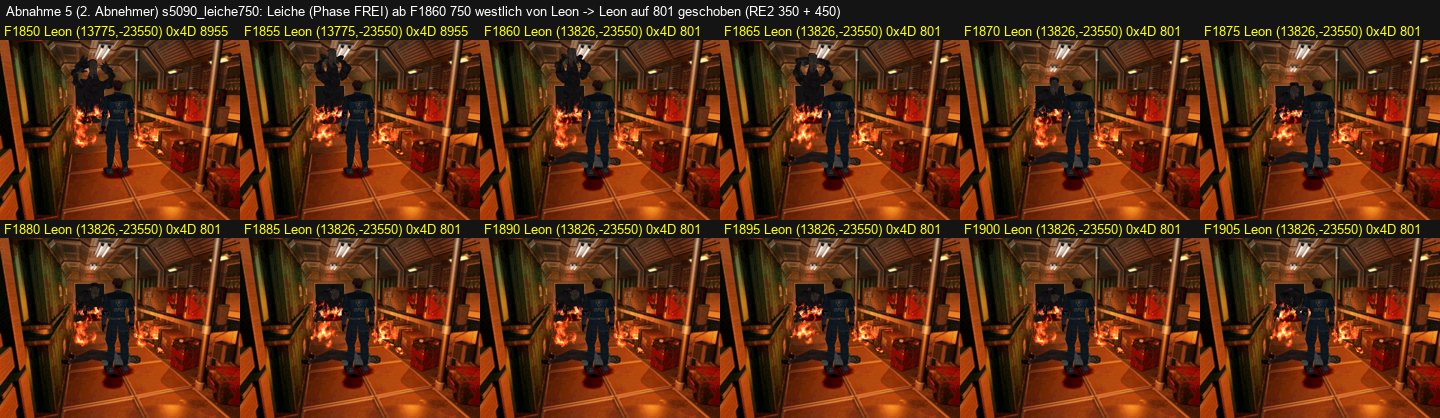 Abnahme 5 (2. Abnehmer) s5090_leiche750: Leiche (Phase FREI) ab F1860 750 westlich von Leon -> Leon auf 801 geschoben (RE2 350 + 450)
F1850 Leon (13775,-23550) 0x4D 8955 F1855 Leon (13775,-23550) 0x4D 8955 F1860 Leon (13826,-23550) 0x4D 801 F1865 Leon (13826,-23550) 0x4D 801 F1870 Leon (13826,-23550) 0x4D 801 F1875 Leon (13826,-23550) 0x4D 801
F1880 Leon (13826,-23550) 0x4D 801 F1885 Leon (13826,-23550) 0x4D 801 F1890 Leon (13826,-23550) 0x4D 801 F1895 Leon (13826,-23550) 0x4D 801 F1900 Leon (13826,-23550) 0x4D 801 F1905 Leon (13826,-23550) 0x4D 801